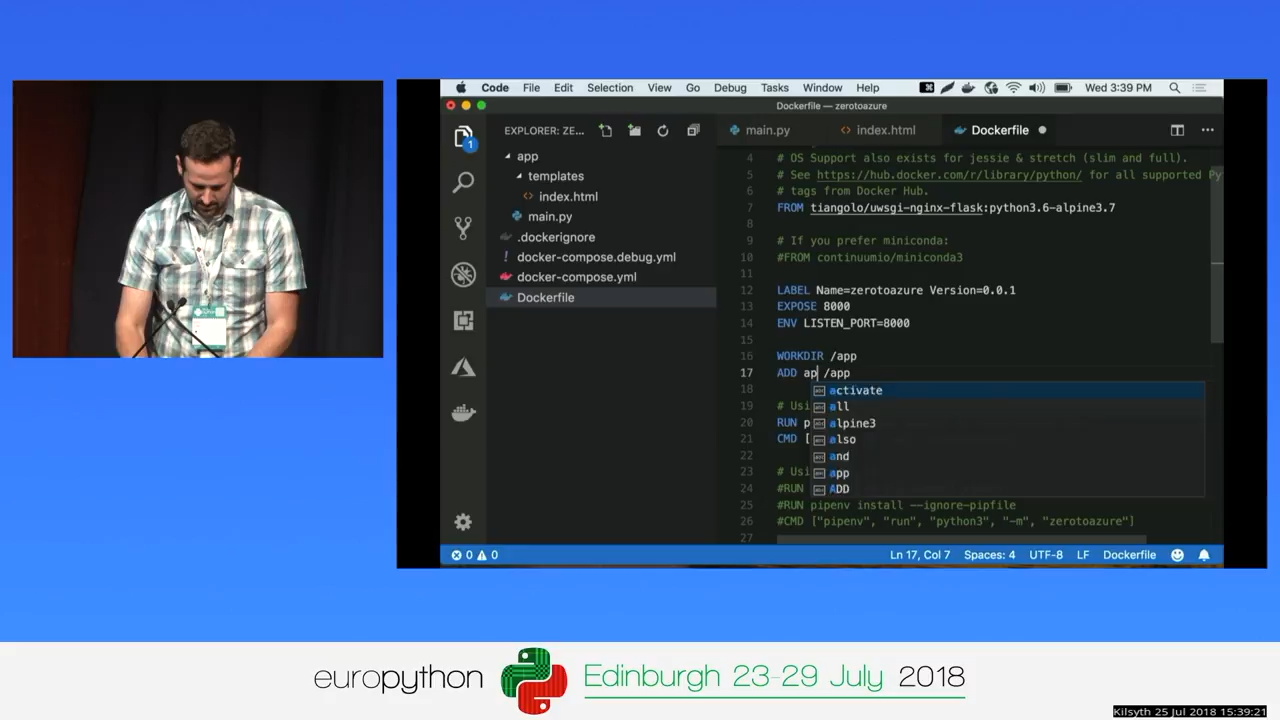 Code File Edit Selection View Go Debug Tasks Window Help Wed 3:39 PM
Dockerfile — zerotoazure
EXPLORER: ZE...
main.py index.html Dockerfile
1
app
templates
index.html
main.py
.dockerignore
docker-compose.debug.yml
docker-compose.yml
Dockerfile
4 # OS Support also exists for jessie & stretch (slim and full).
5 # See https://hub.docker.com/r/library/python/ for all supported Py
6 # tags from Docker Hub.
7 FROM tiangolo/uwsgi-nginx-flask:python3.6-alpine3.7
8
9 # If you prefer miniconda:
10 #FROM continuumio/miniconda3
11
12 LABEL Name=zerotoazure Version=0.0.1
13 EXPOSE 8000
14 ENV LISTEN_PORT=8000
15
16 WORKDIR /app
17 ADD ap /app
18
19 # Usi
20 RUN p
21 CMD [
22
23 # Usi
24 #RUN
25 #RUN pipenv install --ignore-pipfile
26 #CMD ["pipenv", "run", "python3", "-m", "zerotoazure"]
27
abc activate
abc all
abc alpine3
abc also
abc and
abc app
abc ADD
0 0 Ln 17, Col 7 Spaces: 4 UTF-8 LF Dockerfile
europython Edinburgh 23-29 July 2018
Kilsyth 25 Jul 2018 15:39:21